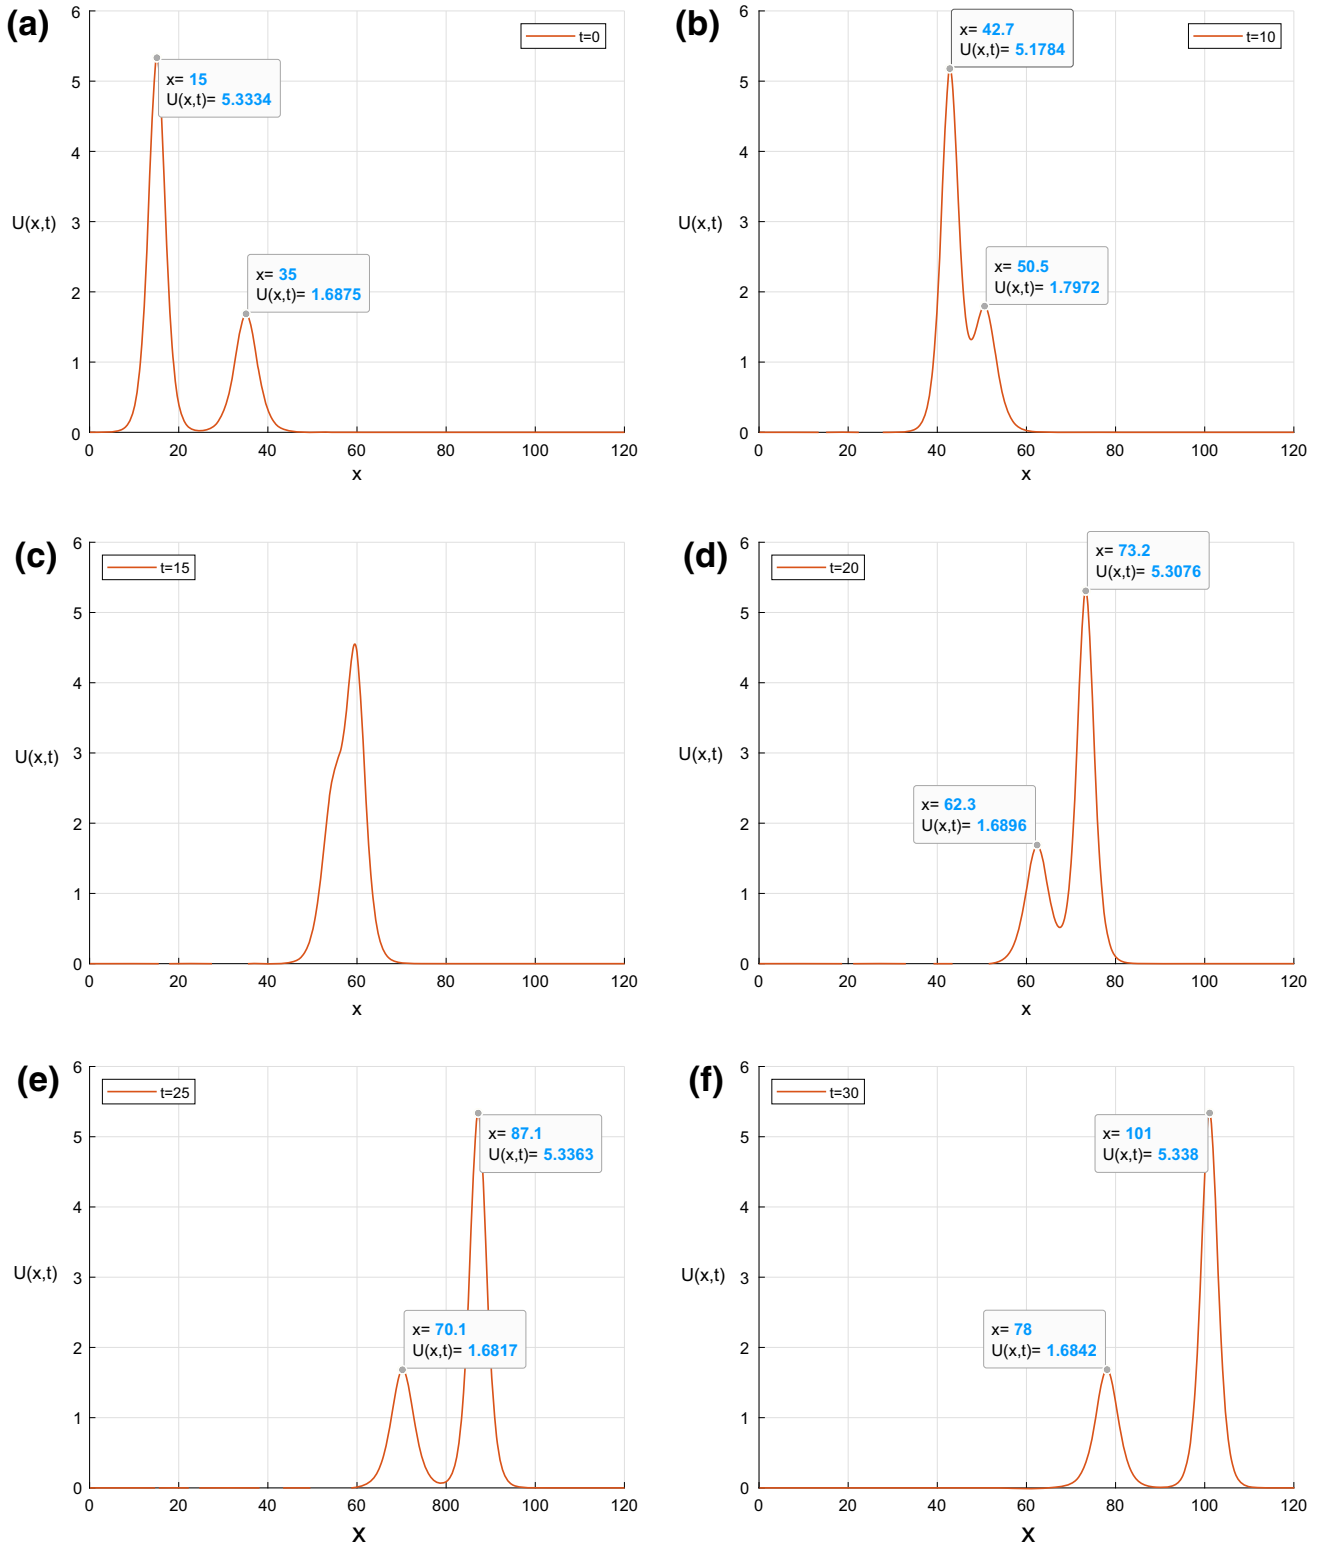 (a)
6
5
4
3
2
1
0
U(x,t)
t=0
x= 15
U(x,t)= 5.3334
x= 35
U(x,t)= 1.6875
0 20 40 60 80 100 120
x
(b)
6
5
4
3
2
1
0
U(x,t)
t=10
x= 42.7
U(x,t)= 5.1784
x= 50.5
U(x,t)= 1.7972
0 20 40 60 80 100 120
x
(c)
6
5
4
3
2
1
0
U(x,t)
t=15
0 20 40 60 80 100 120
x
(d)
6
5
4
3
2
1
0
U(x,t)
t=20
x= 73.2
U(x,t)= 5.3076
x= 62.3
U(x,t)= 1.6896
0 20 40 60 80 100 120
x
(e)
6
5
4
3
2
1
0
U(x,t)
t=25
x= 87.1
U(x,t)= 5.3363
x= 70.1
U(x,t)= 1.6817
0 20 40 60 800 100 120
x
(f)
6
5
4
3
2
1
0
U(x,t)
t=30
x= 101
U(x,t)= 5.338
x= 78
U(x,t)= 1.6842
0 20 40 60 80 100 120
x